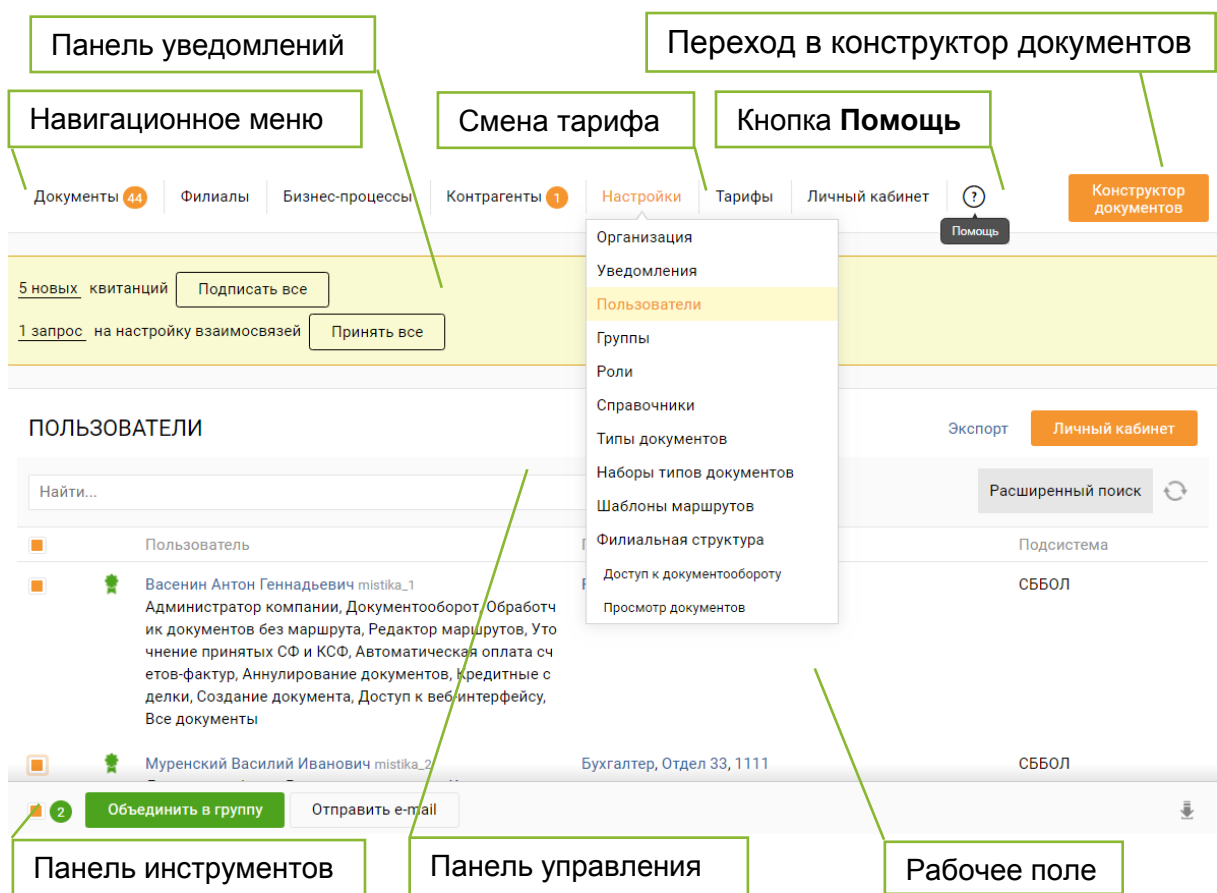 Панель уведомлений
Переход в конструктор документов
Навигационное меню
Смена тарифа
Кнопка Помощь
Документы 44
Филиалы
Бизнес-процессы
Контрагенты 1
Настройки
Тарифы
Личный кабинет
?
Конструктор
документов
Помощь
Организация
Уведомления
Пользователи
Группы
Роли
Справочники
Типы документов
Наборы типов документов
Шаблоны маршрутов
Филиальная структура
Доступ к документообороту
Просмотр документов
5 новых квитанций Подписать все
1 запрос на настройку взаимосвязей Принять все
ПОЛЬЗОВАТЕЛИ
Экспорт
Личный кабинет
Найти...
Расширенный поиск
Пользователь
Подсистема
Васенин Антон Геннадьевич mistika_1
СББОЛ
Администратор компании, Документооборот, Обработч
ик документов без маршрута, Редактор маршрутов, Уто
чнение принятых СФ и КСФ, Автоматическая оплата сч
етов-фактур, Аннулирование документов, Кредитные с
делки, Создание документа, Доступ к веб-интерфейсу,
Все документы
Муренский Василий Иванович mistika_2
Бухгалтер, Отдел 33, 1111
СББОЛ
2
Объединить в группу
Отправить e-mail
Панель инструментов
Панель управления
Рабочее поле